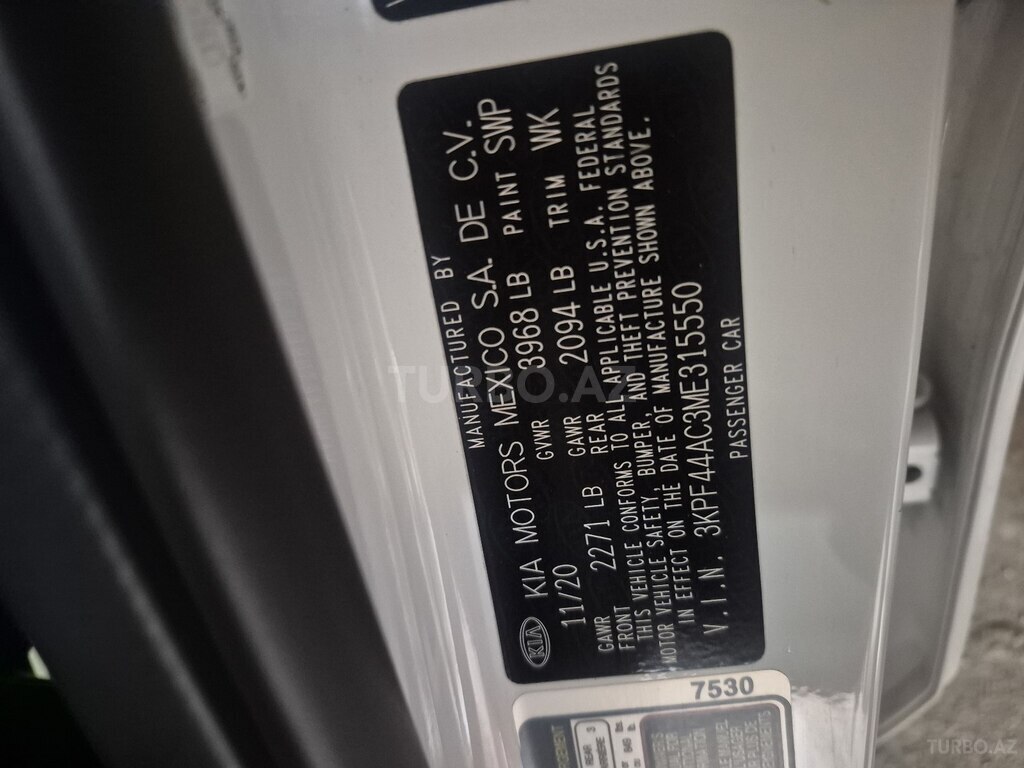 MANUFACTURED BY
KIA KIA MOTORS MEXICO S.A. DE C.V.
11/20 GVWR 3968 LB PAINT SWP
GAWR FRONT 2271 LB GAWR REAR 2094 LB TRIM WK
THIS VEHICLE CONFORMS TO ALL APPLICABLE U.S.A. FEDERAL
MOTOR VEHICLE SAFETY, BUMPER, AND THEFT PREVENTION STANDARDS
IN EFFECT ON THE DATE OF MANUFACTURE SHOWN ABOVE.
V.I.N. 3KPF44AC3ME315550
PASSENGER CAR
7530
TURBO.AZ
TURBO.AZ